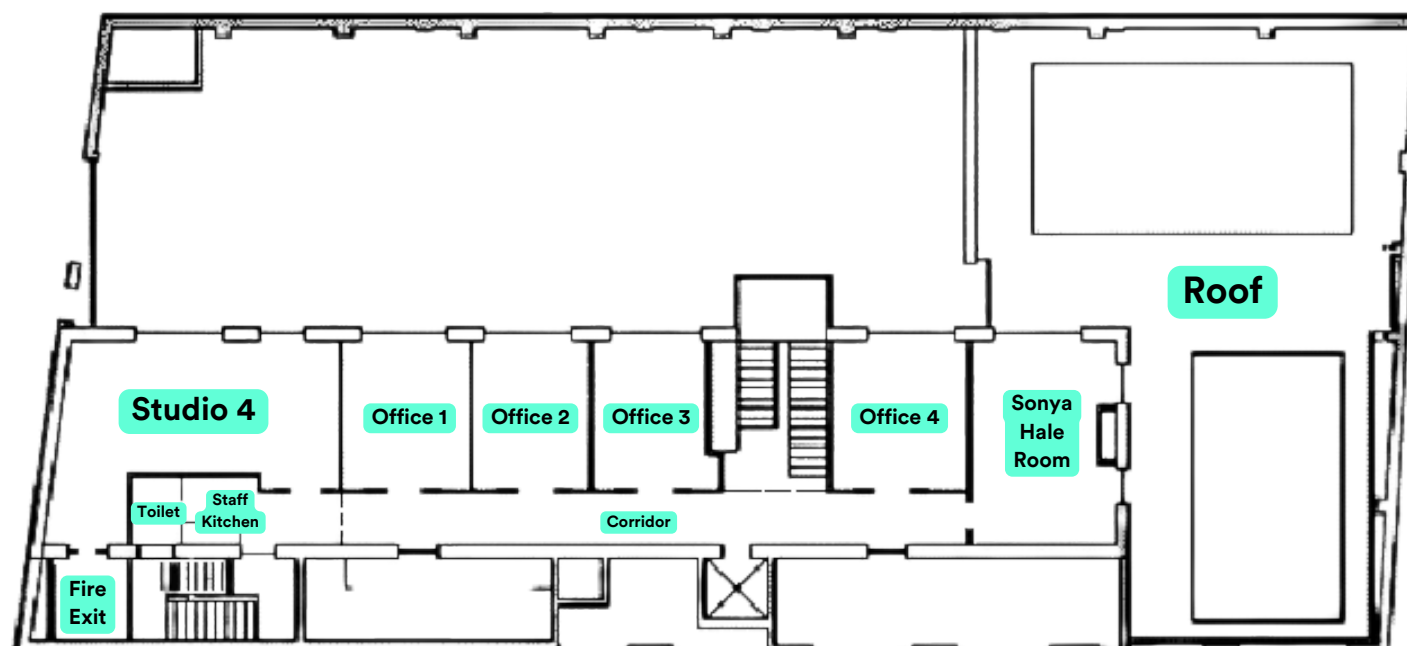 Roof
Studio 4
Office 1
Office 2
Office 3
Office 4
Sonya
Hale
Room
Toilet
Staff
Kitchen
Corridor
Fire
Exit